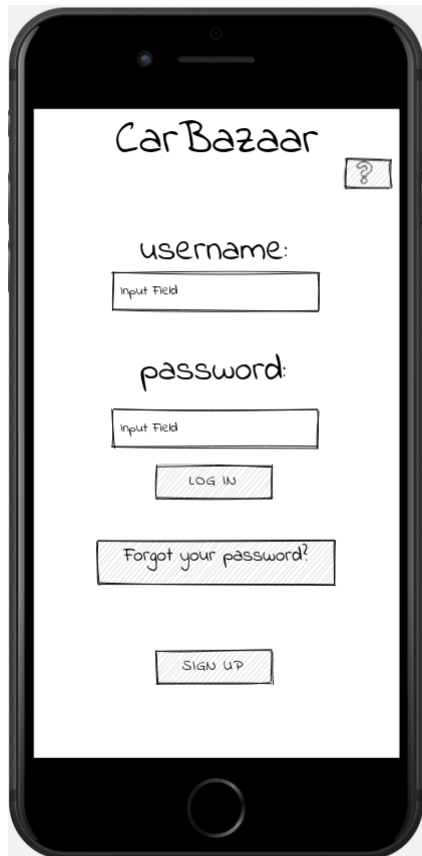 CarBazaar
?
username:
Input Field
password:
Input Field
LOG IN
Forgot your password?
SIGN UP